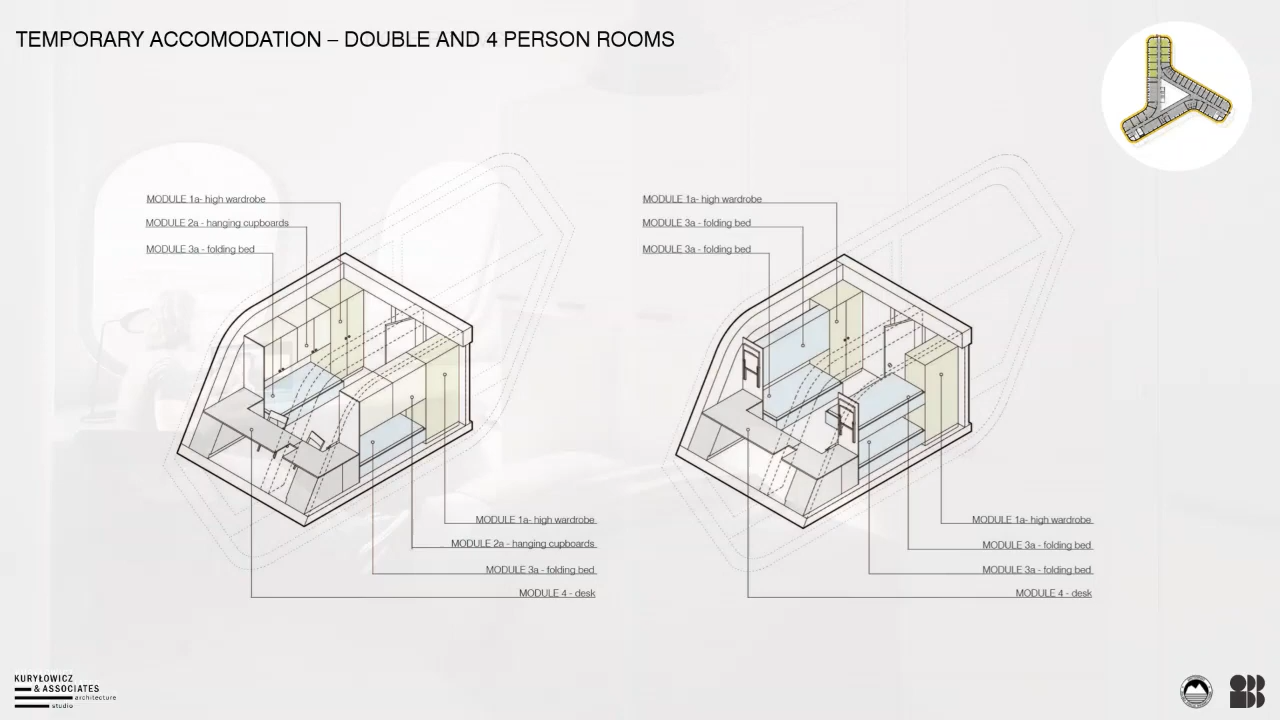 TEMPORARY ACCOMODATION – DOUBLE AND 4 PERSON ROOMS
MODULE 1a- high wardrobe
MODULE 2a - hanging cupboards
MODULE 3a - folding bed
MODULE 1a- high wardrobe
MODULE 2a - hanging cupboards
MODULE 3a - folding bed
MODULE 4 - desk
MODULE 1a- high wardrobe
MODULE 3a - folding bed
MODULE 3a - folding bed
MODULE 1a- high wardrobe
MODULE 3a - folding bed
MODULE 3a - folding bed
MODULE 4 - desk
KURYŁOWICZ
& ASSOCIATES
architecture
studio